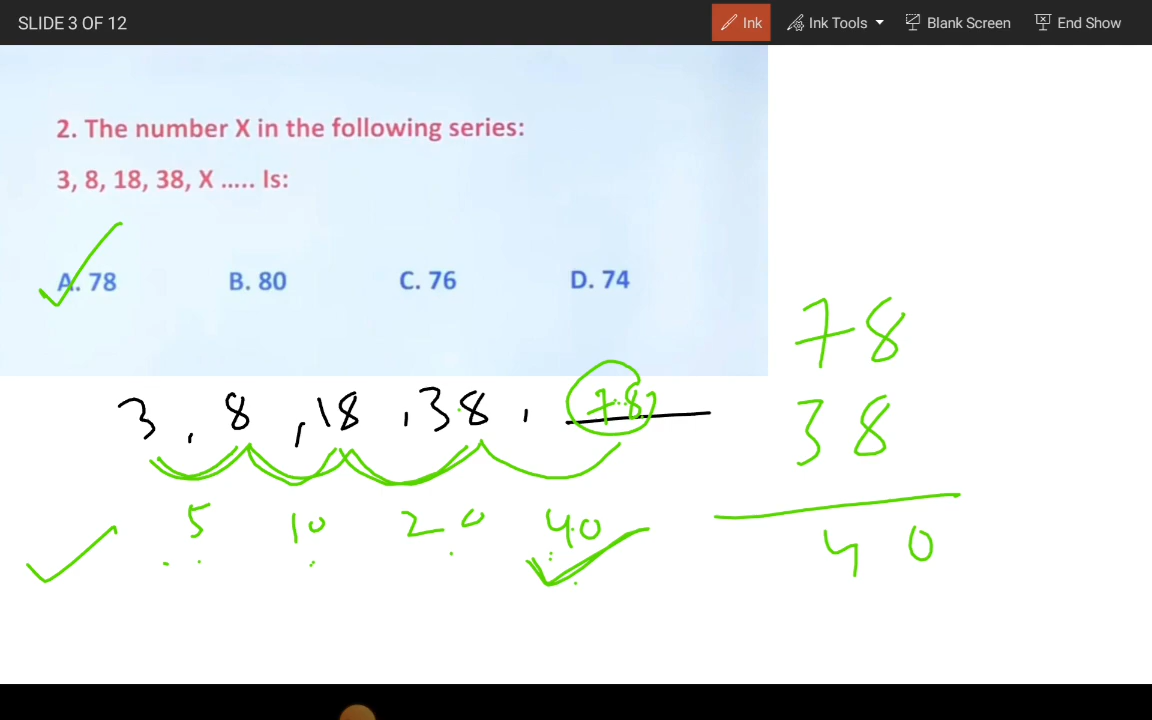 SLIDE 3 OF 12 Ink Ink Tools Blank Screen End Show
2. The number X in the following series:
3, 8, 18, 38, X ..... Is:
A. 78 B. 80 C. 76 D. 74
78
38
40
3, 8, 18, 38, 78
5 10 20 40